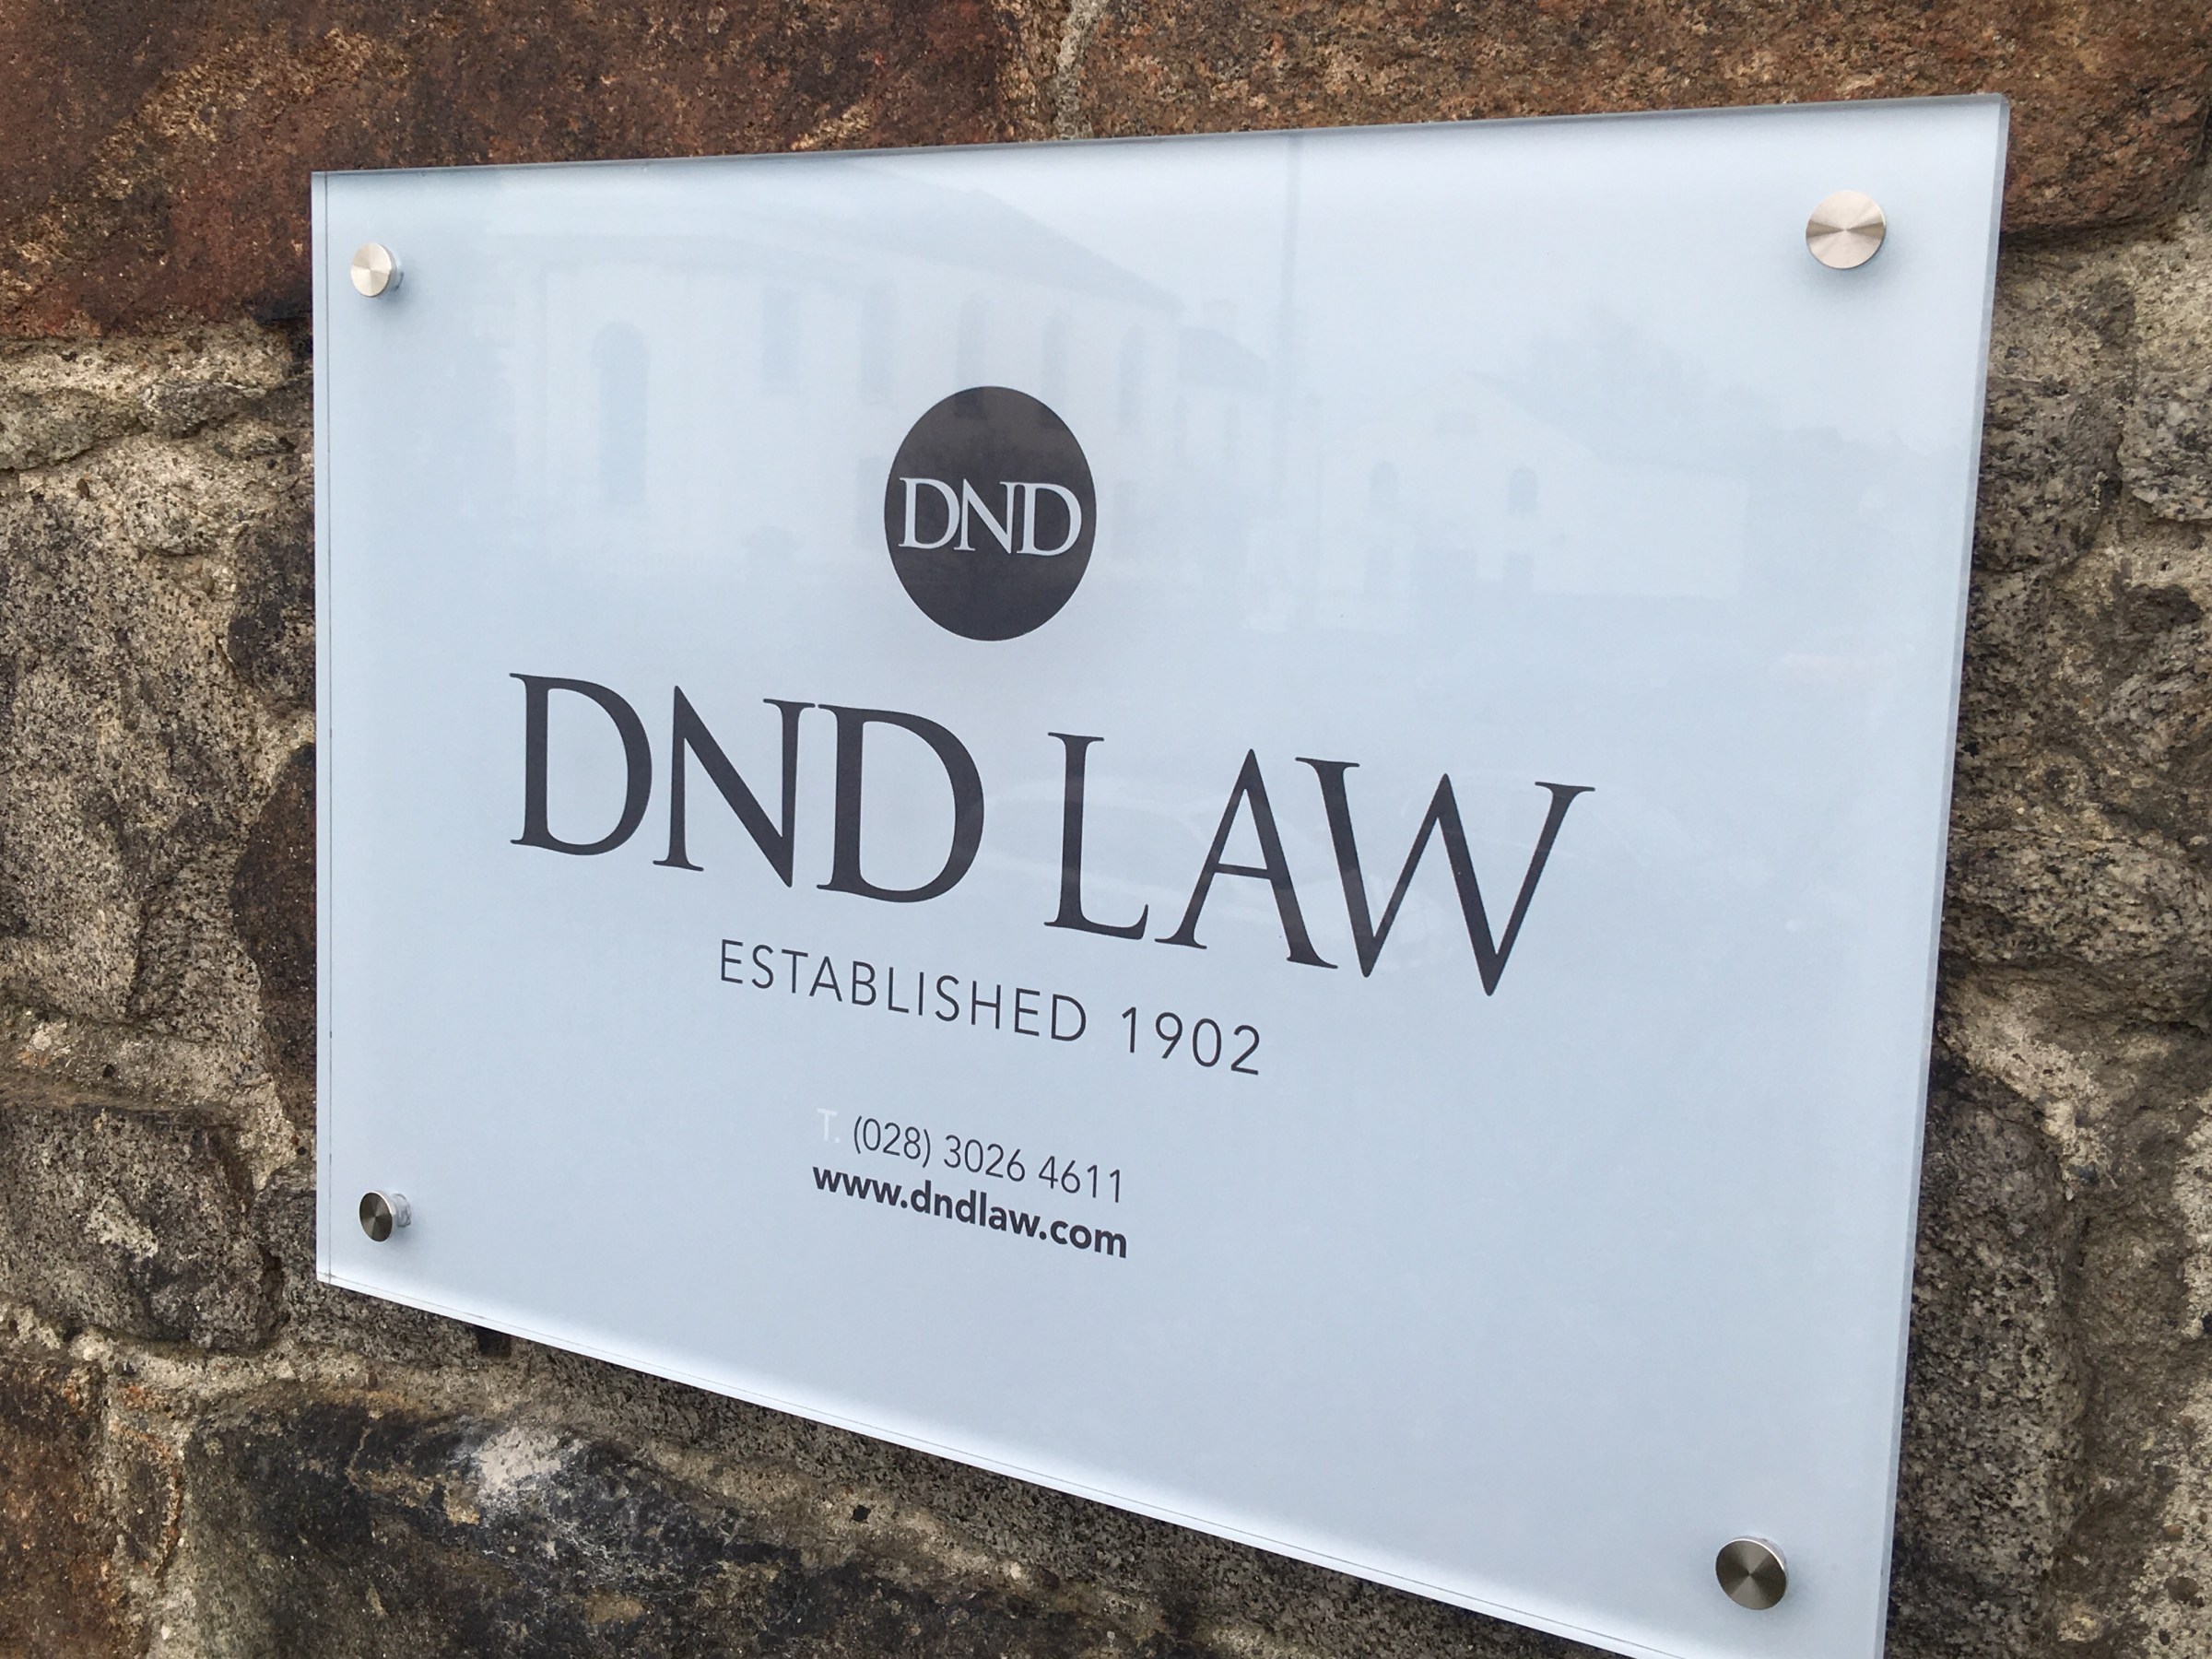 DND
DND LAW
ESTABLISHED 1902
T. (028) 3026 4611
www.dndlaw.com